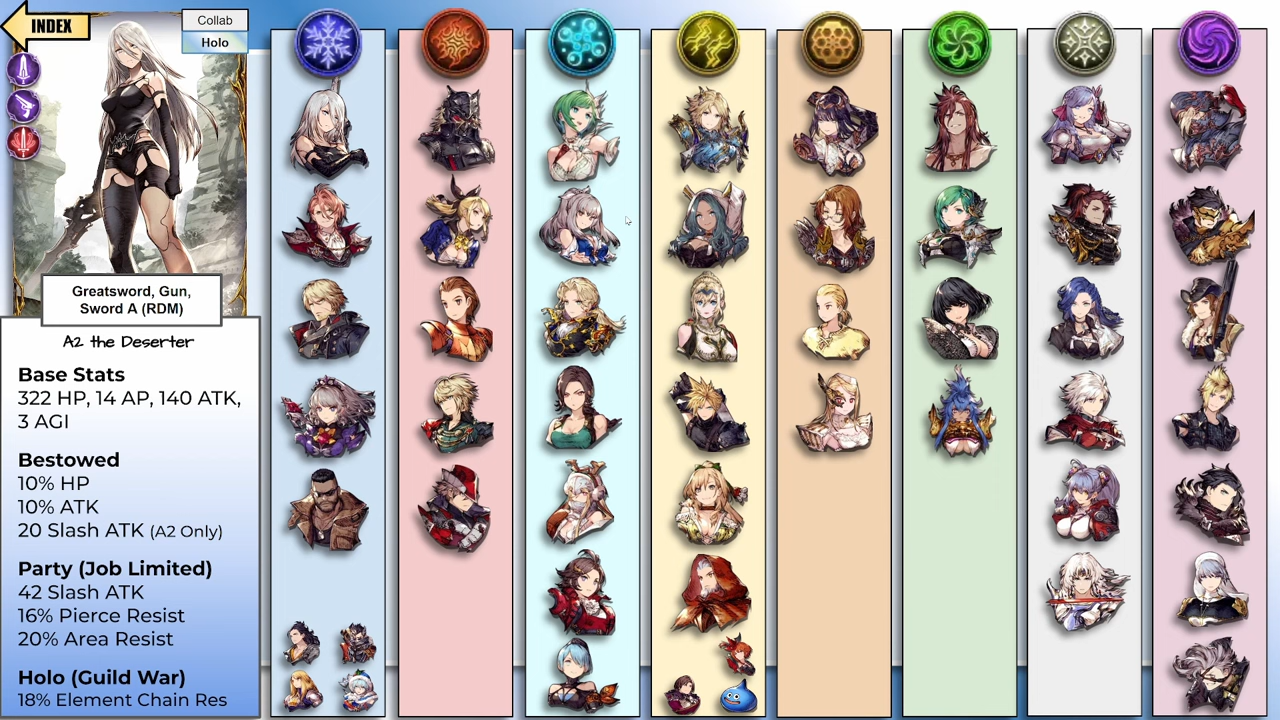 INDEX
Collab
Holo
Greatsword, Gun,
Sword A (RDM)
A2 the Deserter
Base Stats
322 HP, 14 AP, 140 ATK,
3 AGI
Bestowed
10% HP
10% ATK
20 Slash ATK (A2 Only)
Party (Job Limited)
42 Slash ATK
16% Pierce Resist
20% Area Resist
Holo (Guild War)
18% Element Chain Res